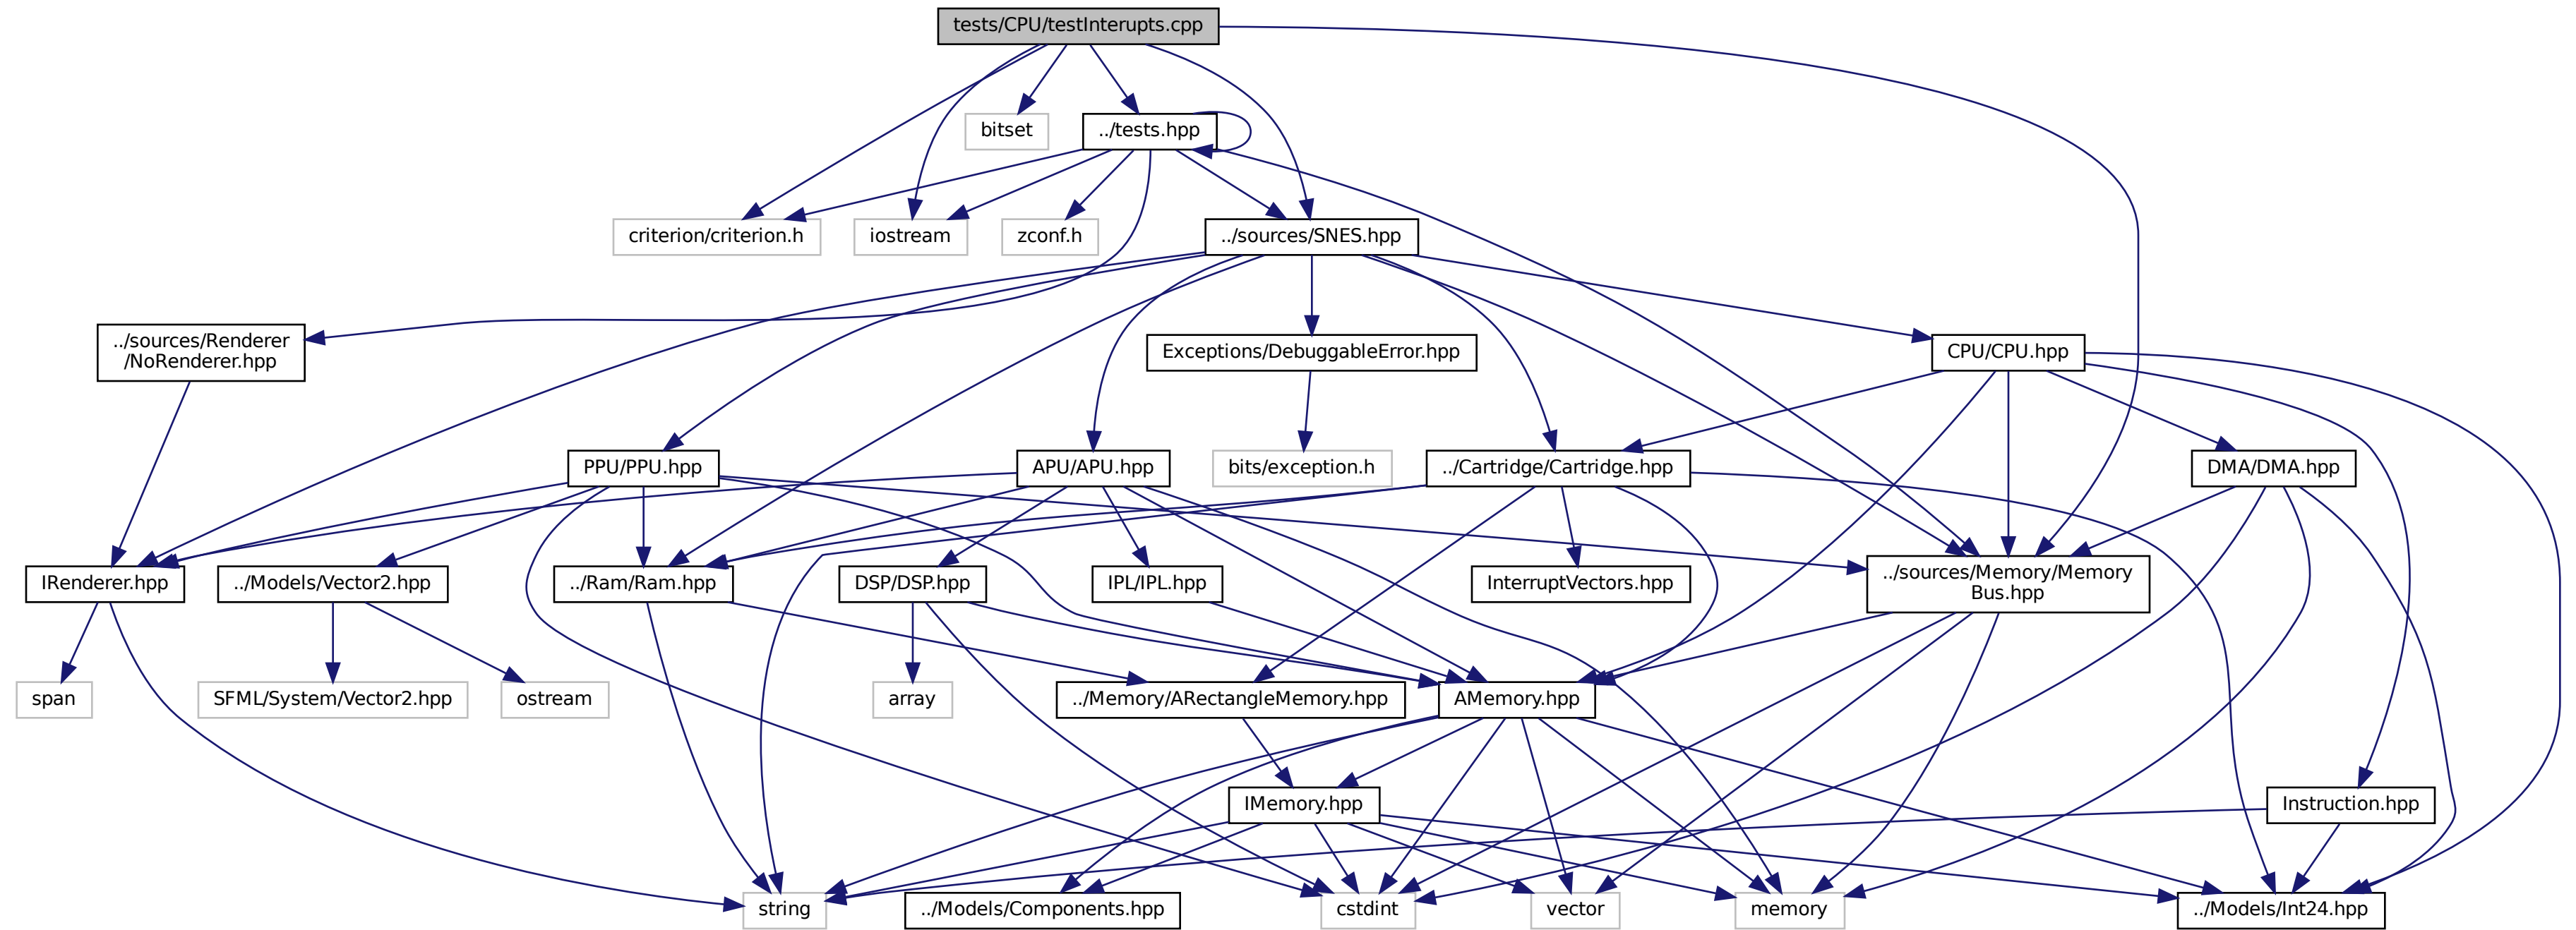 tests/CPU/testInterupts.cpp
bitset
../tests.hpp
criterion/criterion.h
iostream
zconf.h
../sources/SNES.hpp
../sources/Renderer
/NoRenderer.hpp
Exceptions/DebuggableError.hpp
CPU/CPU.hpp
PPU/PPU.hpp
APU/APU.hpp
bits/exception.h
../Cartridge/Cartridge.hpp
DMA/DMA.hpp
IRenderer.hpp
../Models/Vector2.hpp
../Ram/Ram.hpp
DSP/DSP.hpp
IPL/IPL.hpp
InterruptVectors.hpp
../sources/Memory/Memory
Bus.hpp
span
SFML/System/Vector2.hpp
ostream
array
../Memory/ARectangleMemory.hpp
AMemory.hpp
IMemory.hpp
Instruction.hpp
string
../Models/Components.hpp
cstdint
vector
memory
../Models/Int24.hpp